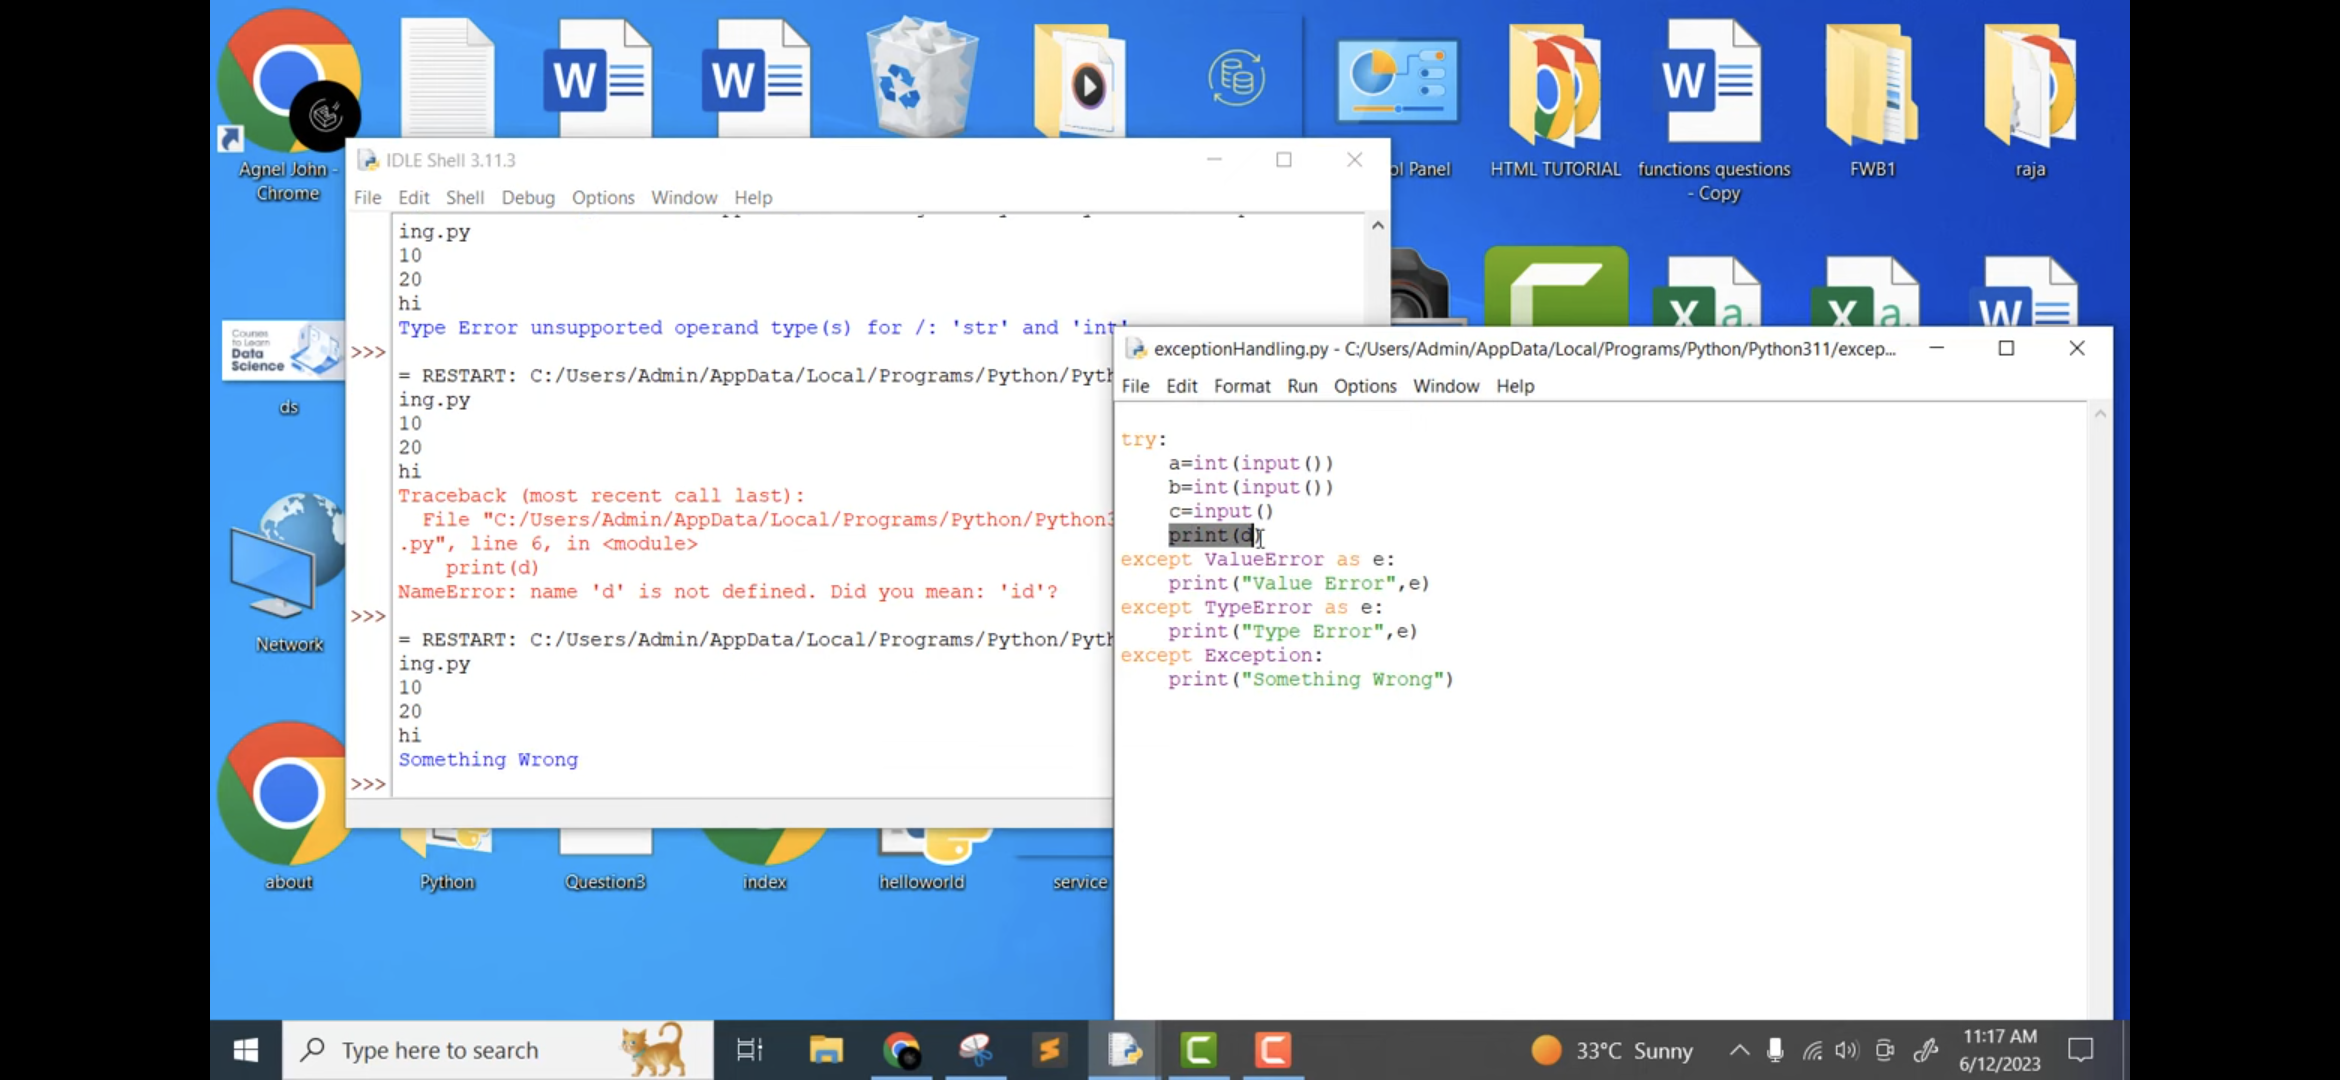 Agnel John -
Chrome
ol Panel
HTML TUTORIAL
functions questions
- Copy
FWB1
raja
Courses
to Learn
Data
Science
ds
Network
about
Python
Question3
index
helloworld
service
IDLE Shell 3.11.3
File Edit Shell Debug Options Window Help
ing.py
10
20
hi
Type Error unsupported operand type(s) for /: 'str' and 'int'
>>>
= RESTART: C:/Users/Admin/AppData/Local/Programs/Python/Pyth
ing.py
10
20
hi
Traceback (most recent call last):
File "C:/Users/Admin/AppData/Local/Programs/Python/Python3
.py", line 6, in <module>
print(d)
NameError: name 'd' is not defined. Did you mean: 'id'?
>>>
= RESTART: C:/Users/Admin/AppData/Local/Programs/Python/Pyth
ing.py
10
20
hi
Something Wrong
>>>
exceptionHandling.py - C:/Users/Admin/AppData/Local/Programs/Python/Python311/excep...
File Edit Format Run Options Window Help
try:
a=int(input())
b=int(input())
c=input()
print(d)
except ValueError as e:
print("Value Error",e)
except TypeError as e:
print("Type Error",e)
except Exception:
print("Something Wrong")
Type here to search
33°C Sunny
11:17 AM
6/12/2023